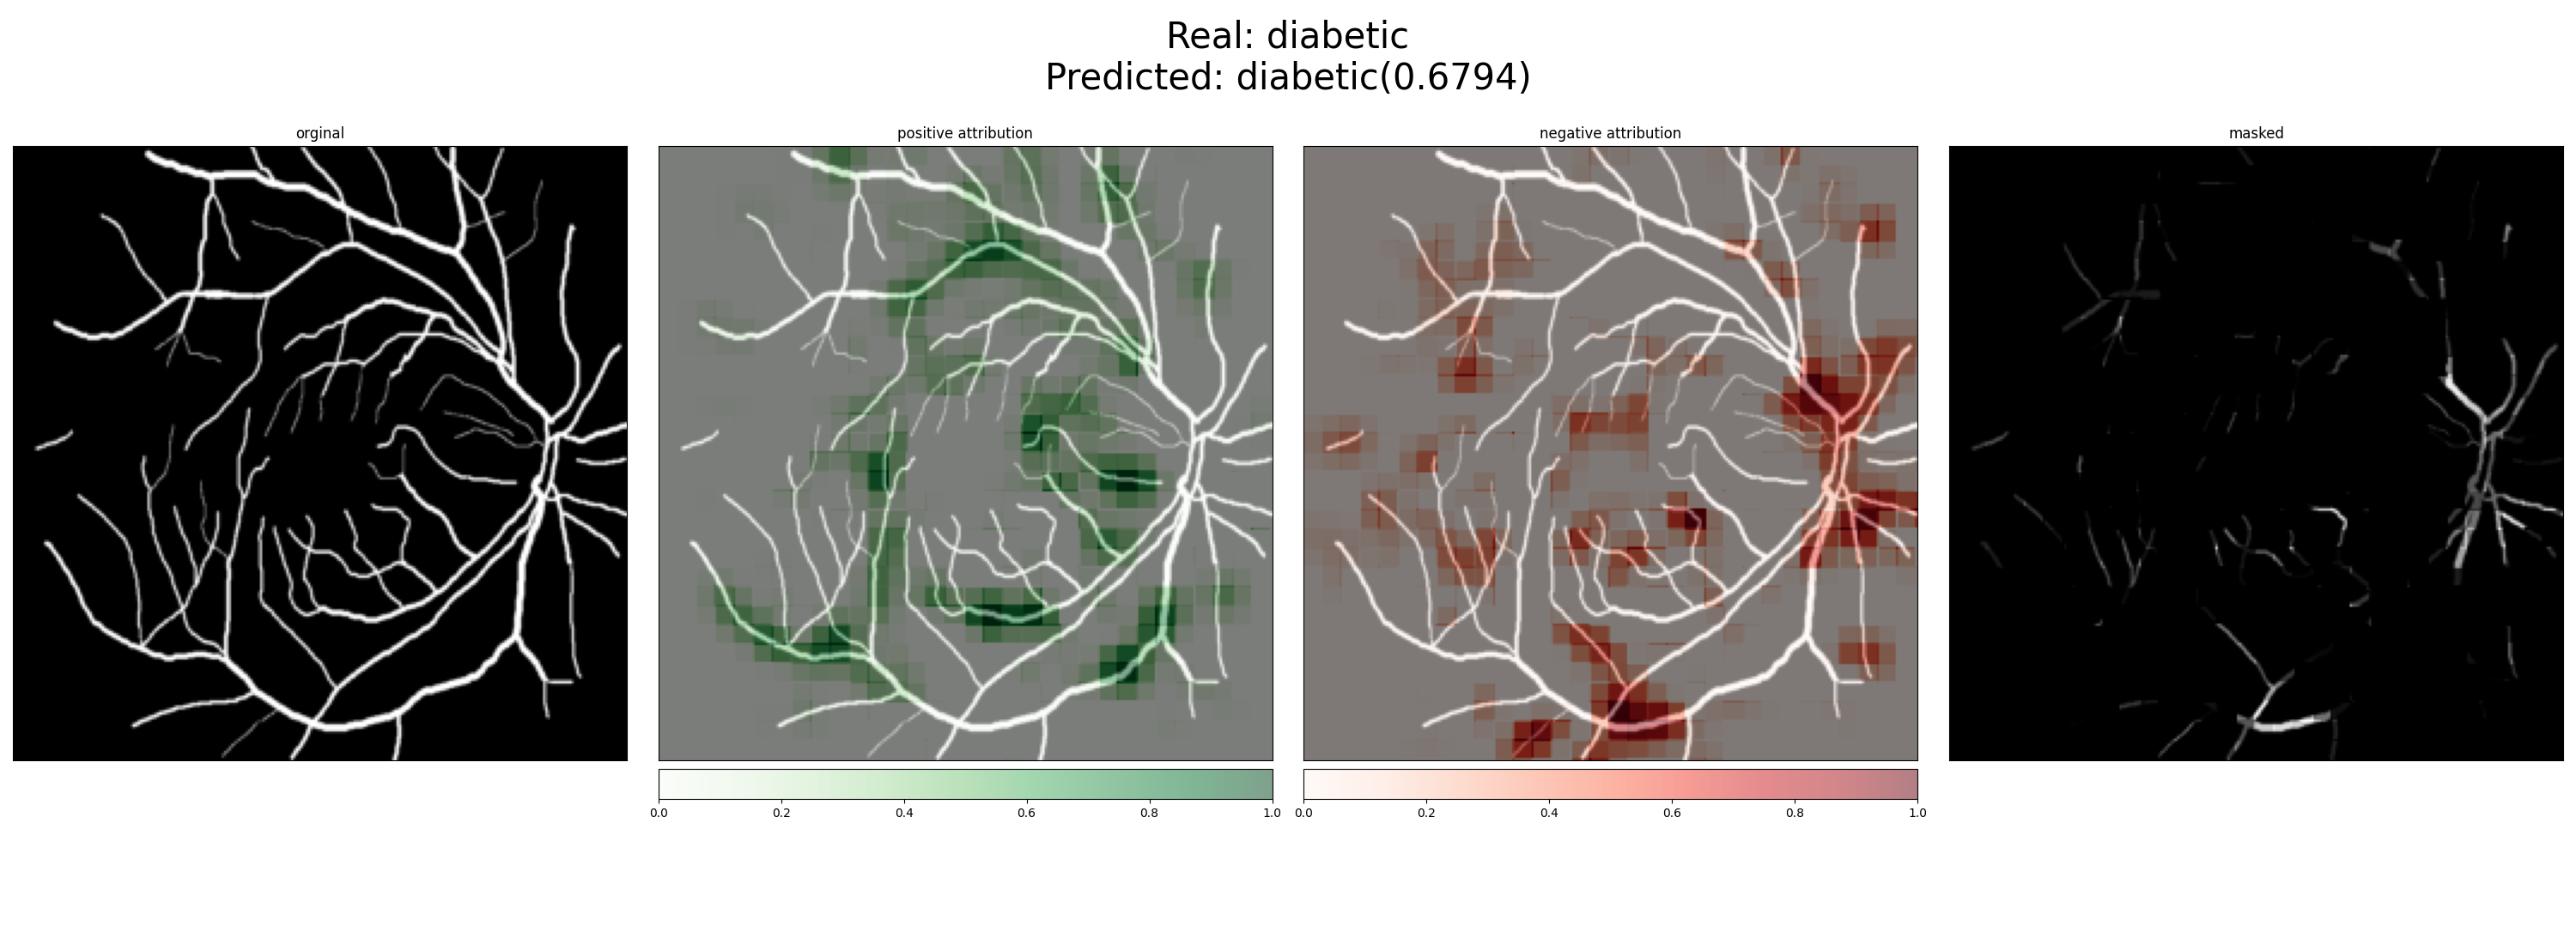 Real: diabetic
Predicted: diabetic(0.6794)
orginal
positive attribution
negative attribution
masked
0.0 0.2 0.4 0.6 0.8 1.0
0.0 0.2 0.4 0.6 0.8 1.0